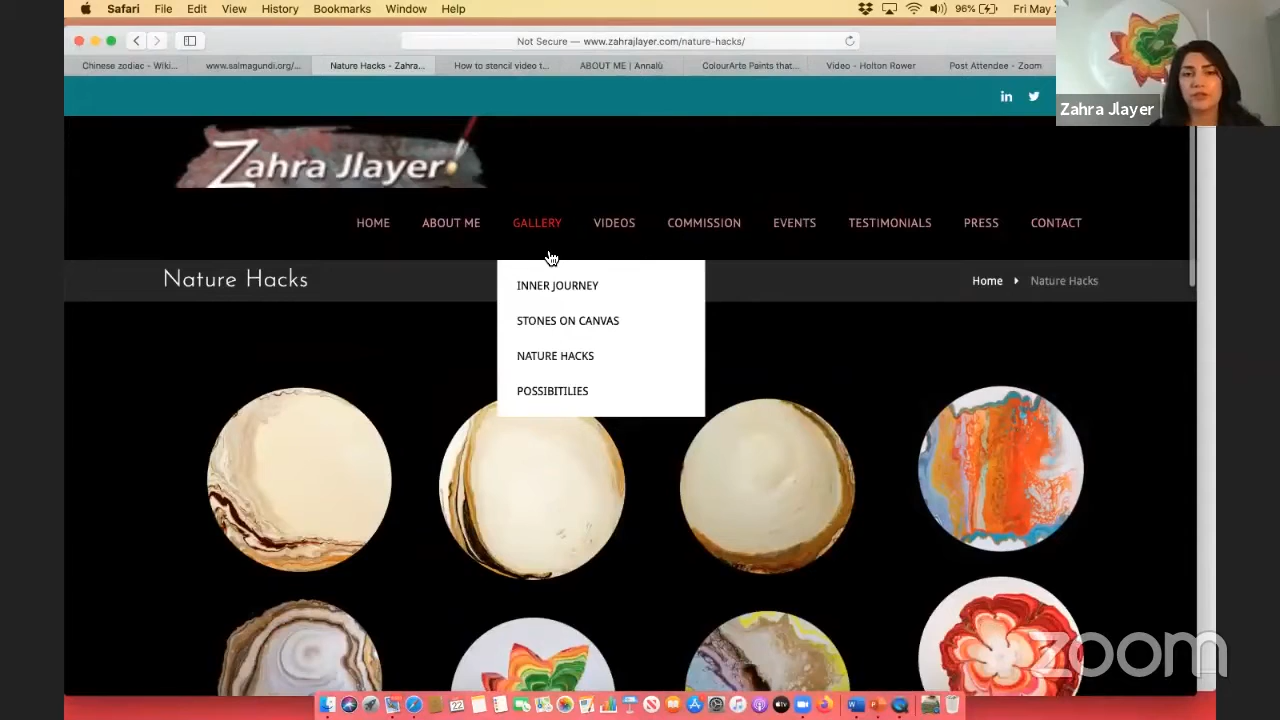 Safari File Edit View History Bookmarks Window Help 96% Fri May
Not Secure — www.zahrajlayer.com/nature-hacks/
Chinese zodiac - Wiki... www.salmagundi.org/... Nature Hacks - Zahra... How to stencil video t... ABOUT ME | Annalù ColourArte Paints that... Video - Holton Rower Post Attendee - Zoom
Zahra Jlayer
Zahra Jlayer
HOME ABOUT ME GALLERY VIDEOS COMMISSION EVENTS TESTIMONIALS PRESS CONTACT
Nature Hacks Home Nature Hacks
INNER JOURNEY
STONES ON CANVAS
NATURE HACKS
POSSIBITILIES
zoom
22